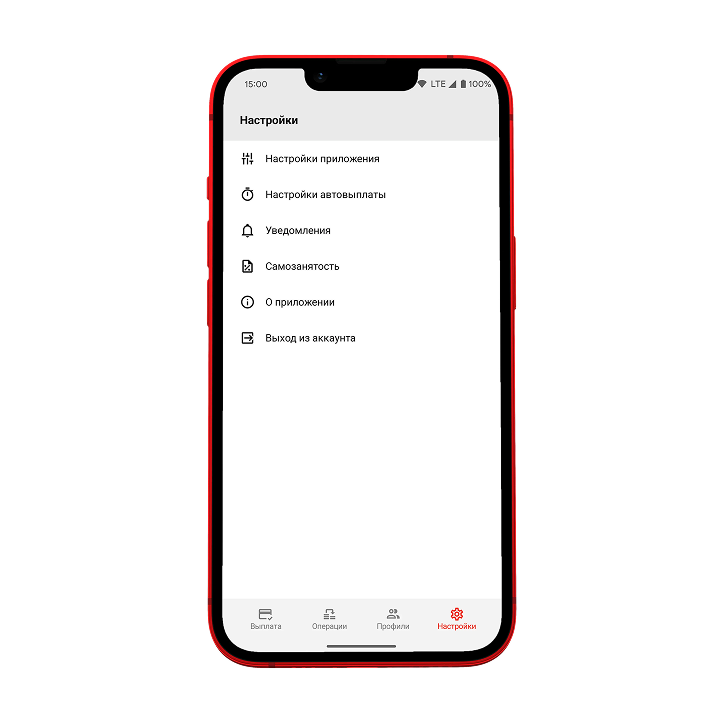 15:00
LTE 100%
Настройки
Настройки приложения
Настройки автовыплаты
Уведомления
Самозанятость
О приложении
Выход из аккаунта
Выплата Операции Профили Настройки